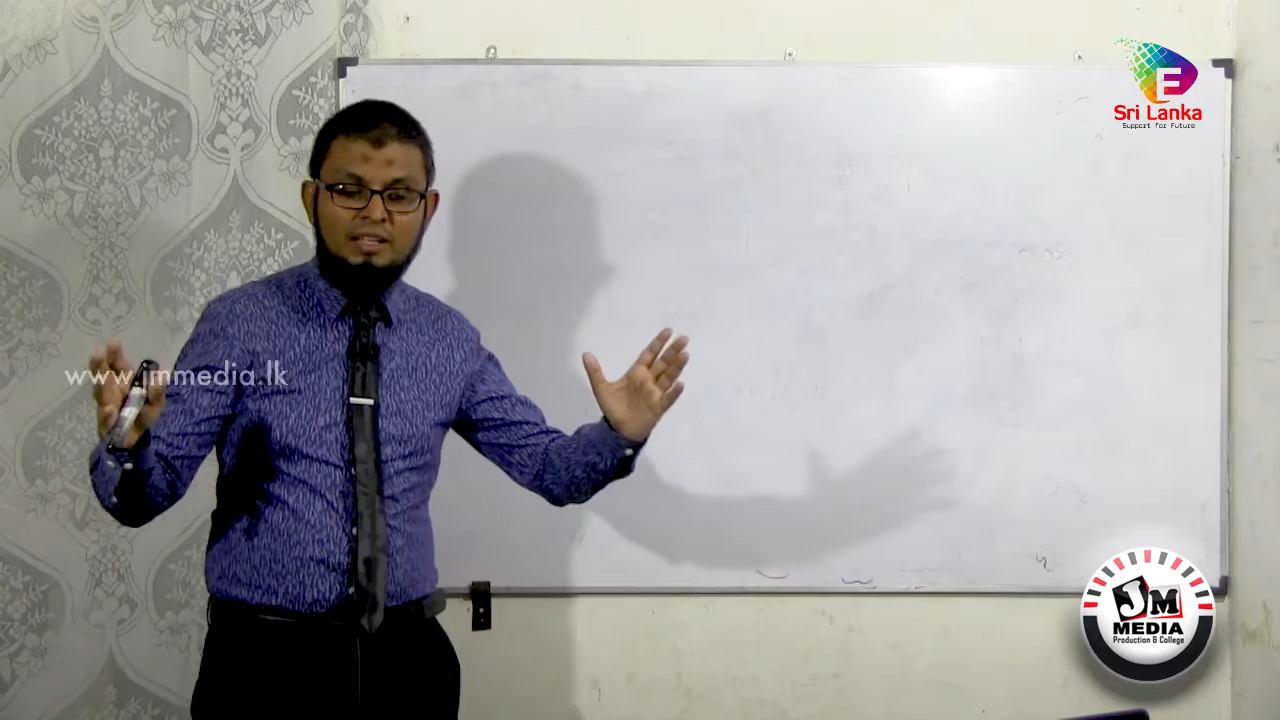 E
Sri Lanka
Support for Future
www.jmmedia.lk
JM
MEDIA
Production & College